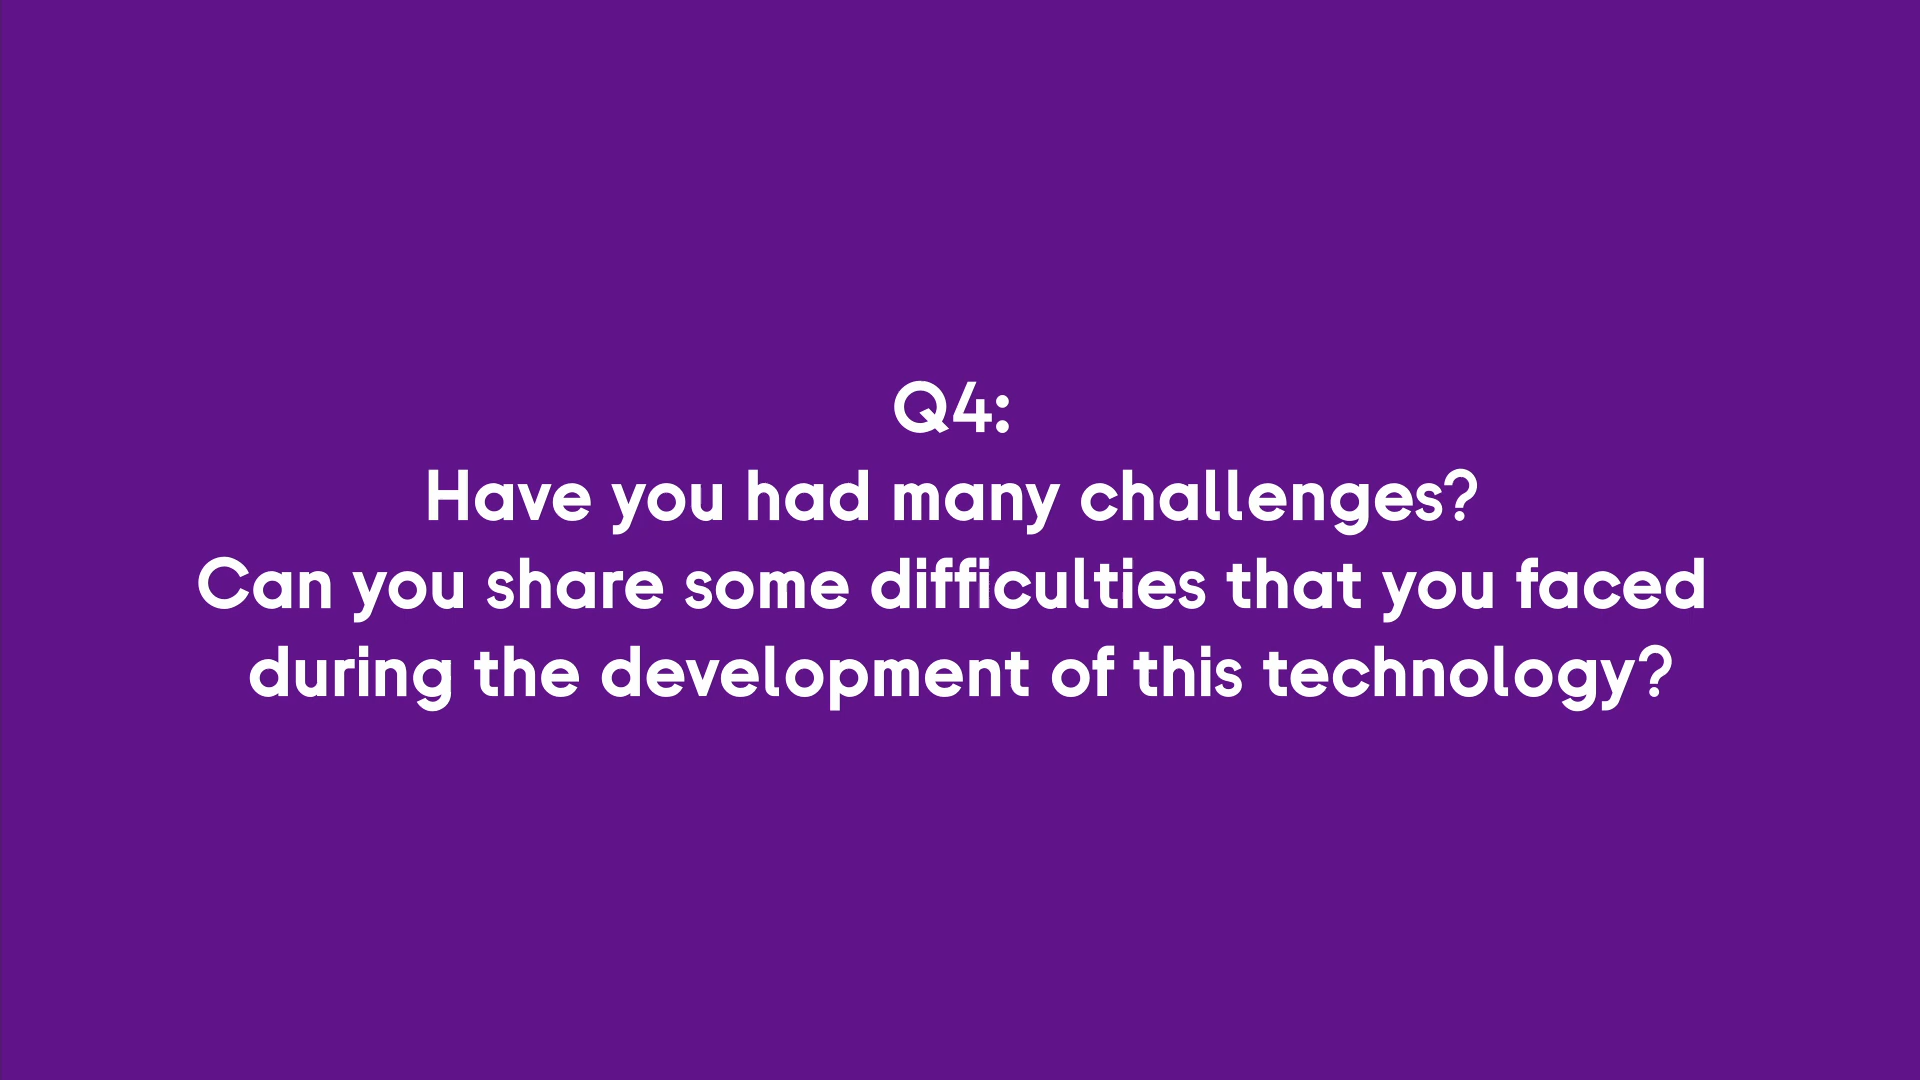 Q4:
Have you had many challenges?
Can you share some difficulties that you faced
during the development of this technology?